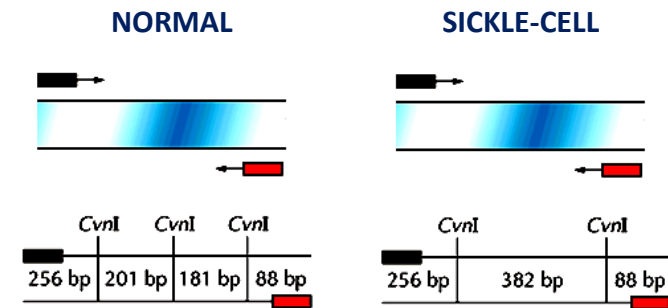 NORMAL
SICKLE-CELL
CvnI CvnI CvnI
256 bp 201 bp 181 bp 88 bp
CvnI CvnI
256 bp 382 bp 88 bp